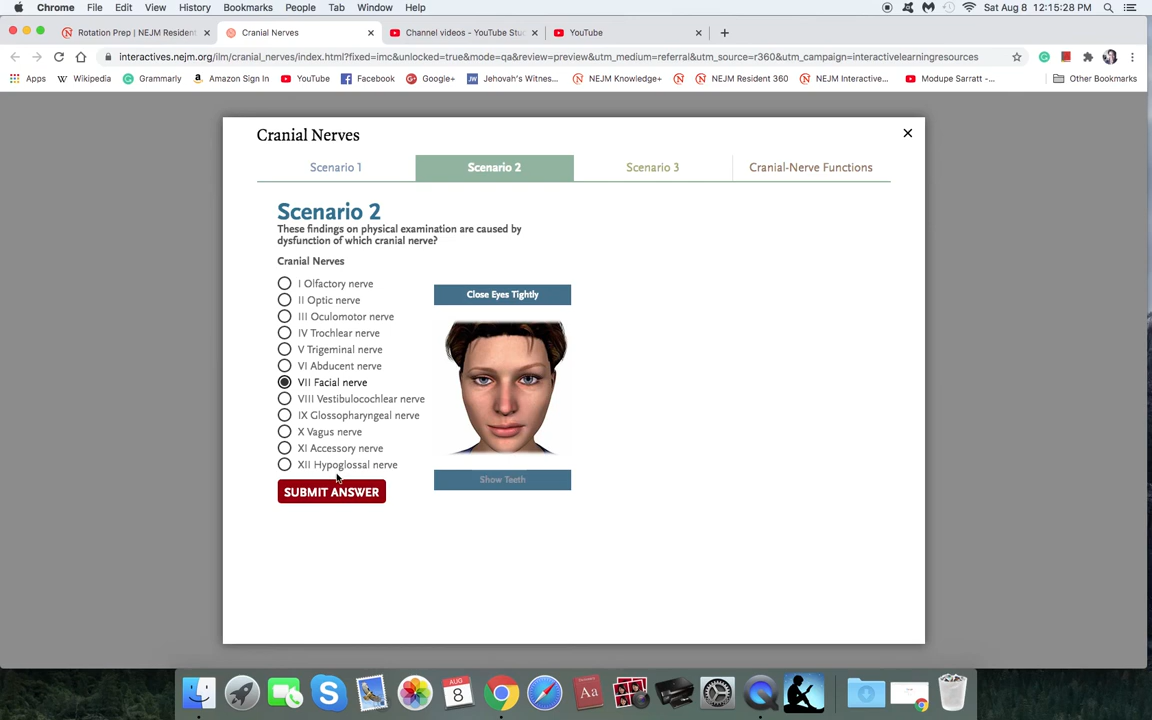 Chrome File Edit View History Bookmarks People Tab Window Help Sat Aug 8 12:15:28 PM
Rotation Prep | NEJM Resident Cranial Nerves Channel videos - YouTube Stu YouTube
interactives.nejm.org/ilm/cranial_nerves/index.html?fixed=imc&unlocked=true&mode=qa&review=preview&utm_medium=referral&utm_source=r360&utm_campaign=interactivelearningresources
Apps Wikipedia Grammarly Amazon Sign In YouTube Facebook Google+ Jehovah's Witnes... NEJM Knowledge+ NEJM Resident 360 NEJM Interactive... Modupe Sarratt -... Other Bookmarks
Cranial Nerves
Scenario 1 Scenario 2 Scenario 3 Cranial-Nerve Functions
Scenario 2
These findings on physical examination are caused by
dysfunction of which cranial nerve?
Cranial Nerves
I Olfactory nerve
II Optic nerve
III Oculomotor nerve
IV Trochlear nerve
V Trigeminal nerve
VI Abducent nerve
VII Facial nerve
VIII Vestibulocochlear nerve
IX Glossopharyngeal nerve
X Vagus nerve
XI Accessory nerve
XII Hypoglossal nerve
SUBMIT ANSWER
Close Eyes Tightly
Show Teeth
AUG
8
Aa